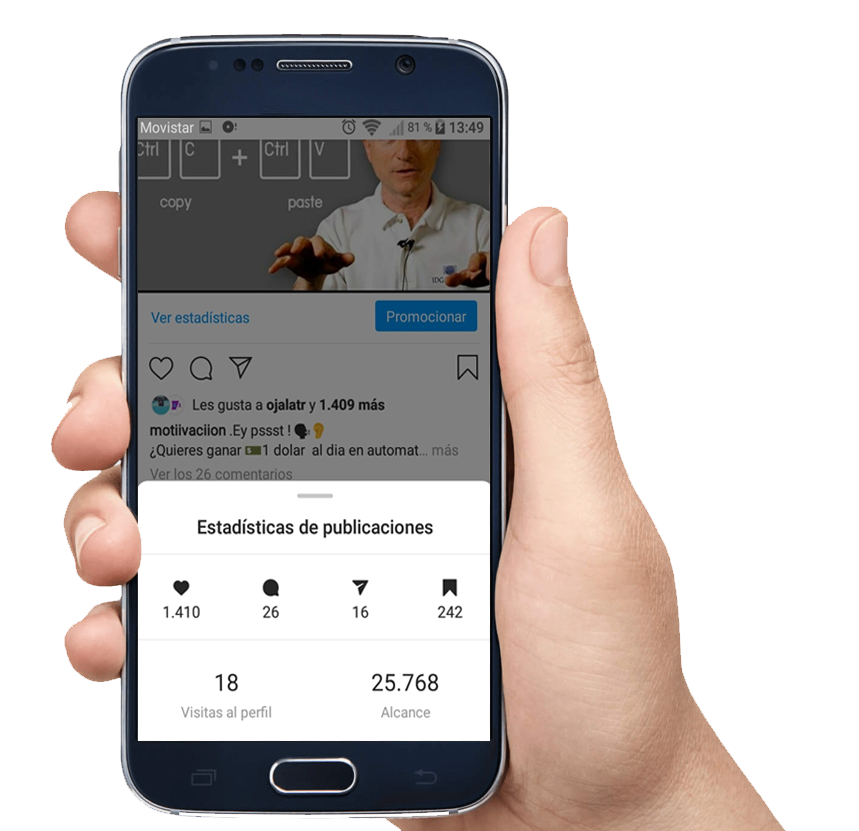 Movistar 81 % 13:49
Ctrl C + Ctrl V
copy paste
IDG
Ver estadísticas Promocionar
Les gusta a ojalatr y 1.409 más
motiivaciion .Ey pssst !
¿Quieres ganar 1 dolar al dia en automat... más
Ver los 26 comentarios
Estadísticas de publicaciones
1.410 26 16 242
18 25.768
Visitas al perfil Alcance